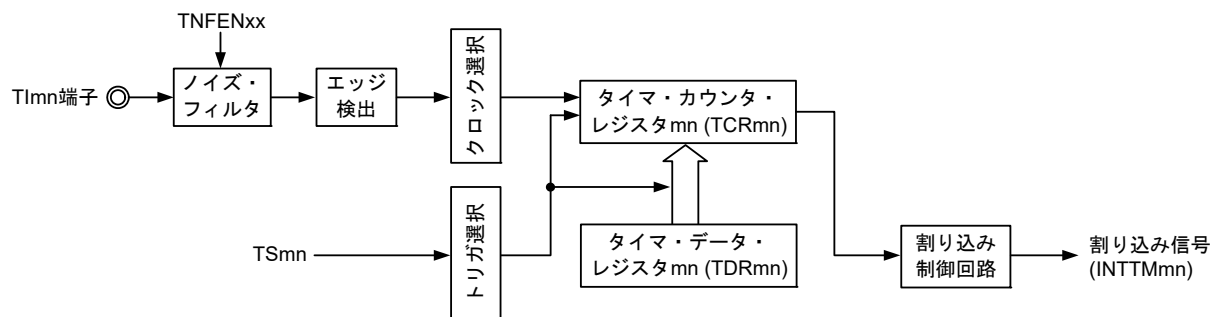 TNFENxx
TImn端子
ノイズ・
フィルタ
エッジ
検出
クロック選択
タイマ・カウンタ・
レジスタmn (TCRmn)
TSmn
トリガ選択
タイマ・データ・
レジスタmn (TDRmn)
割り込み
制御回路
割り込み信号
(INTTMmn)